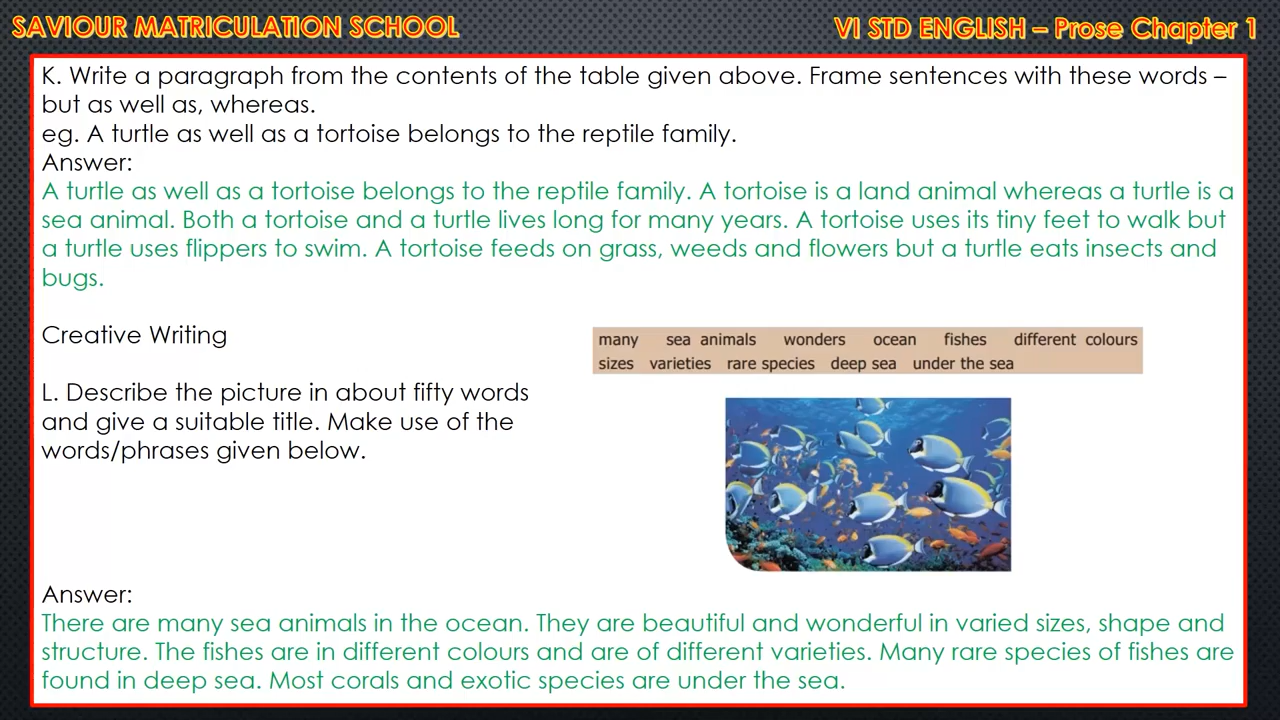 SAVIOUR MATRICULATION SCHOOL
VI STD ENGLISH – Prose Chapter 1
K. Write a paragraph from the contents of the table given above. Frame sentences with these words –
but as well as, whereas.
eg. A turtle as well as a tortoise belongs to the reptile family.
Answer:
A turtle as well as a tortoise belongs to the reptile family. A tortoise is a land animal whereas a turtle is a
sea animal. Both a tortoise and a turtle lives long for many years. A tortoise uses its tiny feet to walk but
a turtle uses flippers to swim. A tortoise feeds on grass, weeds and flowers but a turtle eats insects and
bugs.
Creative Writing
L. Describe the picture in about fifty words
and give a suitable title. Make use of the
words/phrases given below.
many sea animals wonders ocean fishes different colours
sizes varieties rare species deep sea under the sea
Answer:
There are many sea animals in the ocean. They are beautiful and wonderful in varied sizes, shape and
structure. The fishes are in different colours and are of different varieties. Many rare species of fishes are
found in deep sea. Most corals and exotic species are under the sea.